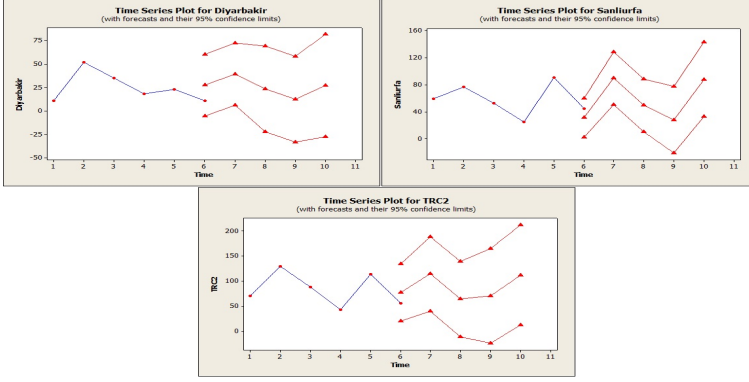 Time Series Plot for Diyarbakir
(with forecasts and their 95% confidence limits)
Diyarbakir
75
50
25
0
-25
-50
1 2 3 4 5 6 7 8 9 10 11
Time
Time Series Plot for Sanliurfa
(with forecasts and their 95% confidence limits)
Sanliurfa
160
120
80
40
0
1 2 3 4 5 6 7 8 9 10 11
Time
Time Series Plot for TRC2
(with forecasts and their 95% confidence limits)
TRC2
200
150
100
50
0
1 2 3 4 5 6 7 8 9 10 11
Time